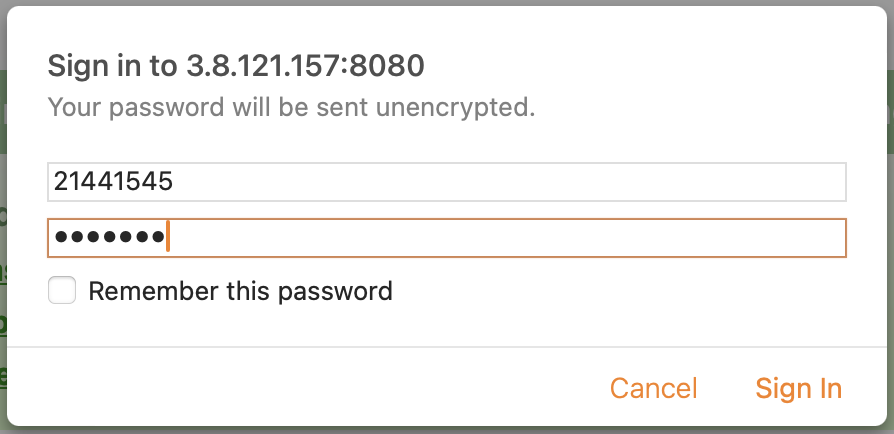 Sign in to 3.8.121.157:8080
Your password will be sent unencrypted.
21441545
•••••••
Remember this password
Cancel Sign In